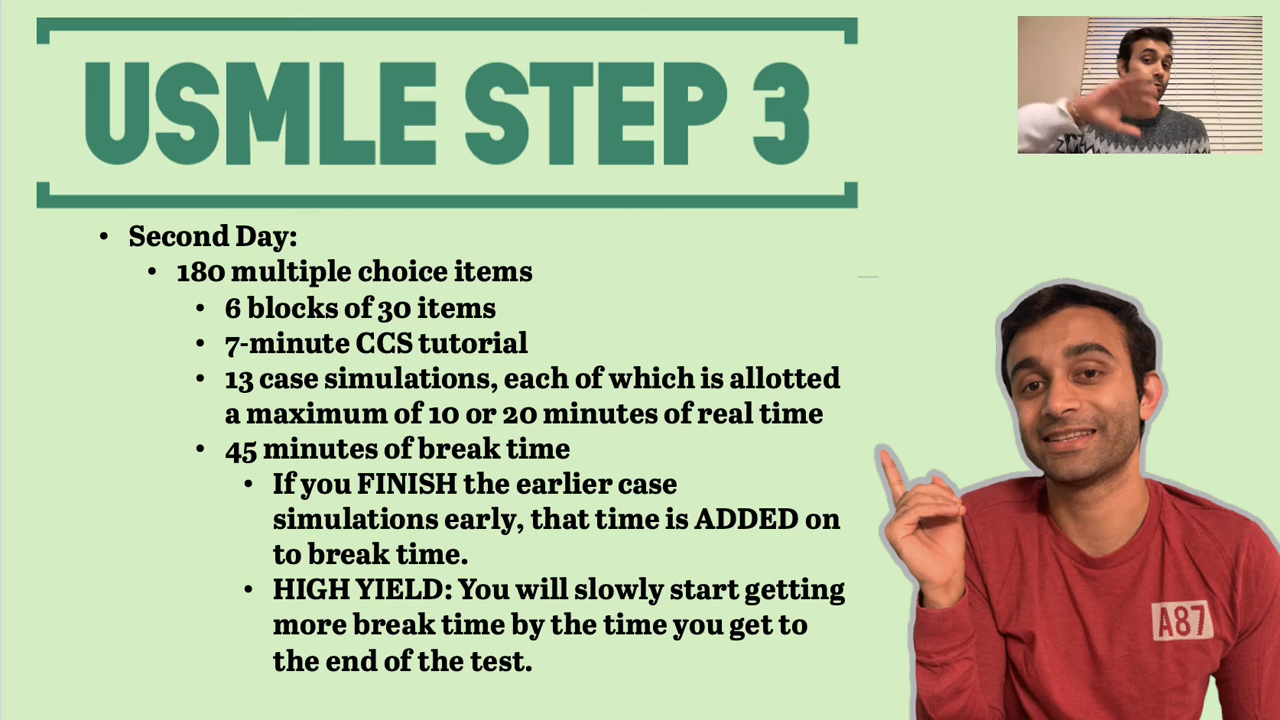 USMLE STEP 3
• Second Day:
• 180 multiple choice items
• 6 blocks of 30 items
• 7-minute CCS tutorial
• 13 case simulations, each of which is allotted
a maximum of 10 or 20 minutes of real time
• 45 minutes of break time
• If you FINISH the earlier case
simulations early, that time is ADDED on
to break time.
• HIGH YIELD: You will slowly start getting
more break time by the time you get to
the end of the test.
A87